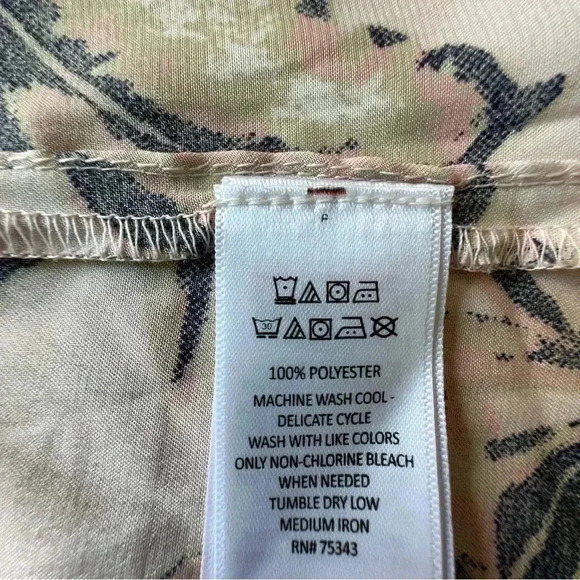 30
100% POLYESTER
MACHINE WASH COOL -
DELICATE CYCLE
WASH WITH LIKE COLORS
ONLY NON-CHLORINE BLEACH
WHEN NEEDED
TUMBLE DRY LOW
MEDIUM IRON
RN# 75343